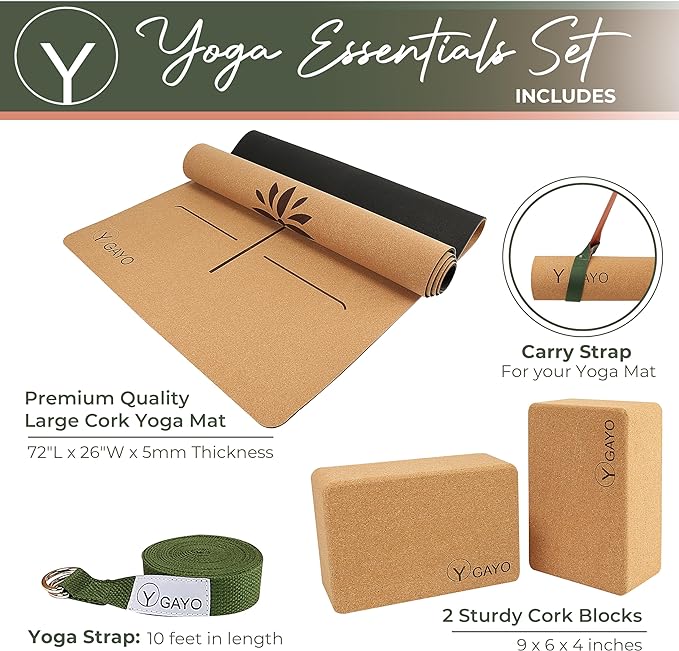 Y Yoga Essentials Set
INCLUDES
Y GAYO
Y GAYO
Carry Strap
For your Yoga Mat
Premium Quality
Large Cork Yoga Mat
72"L x 26"W x 5mm Thickness
Y GAYO
Y GAYO
Y GAYO
Yoga Strap: 10 feet in length
2 Sturdy Cork Blocks
9 x 6 x 4 inches